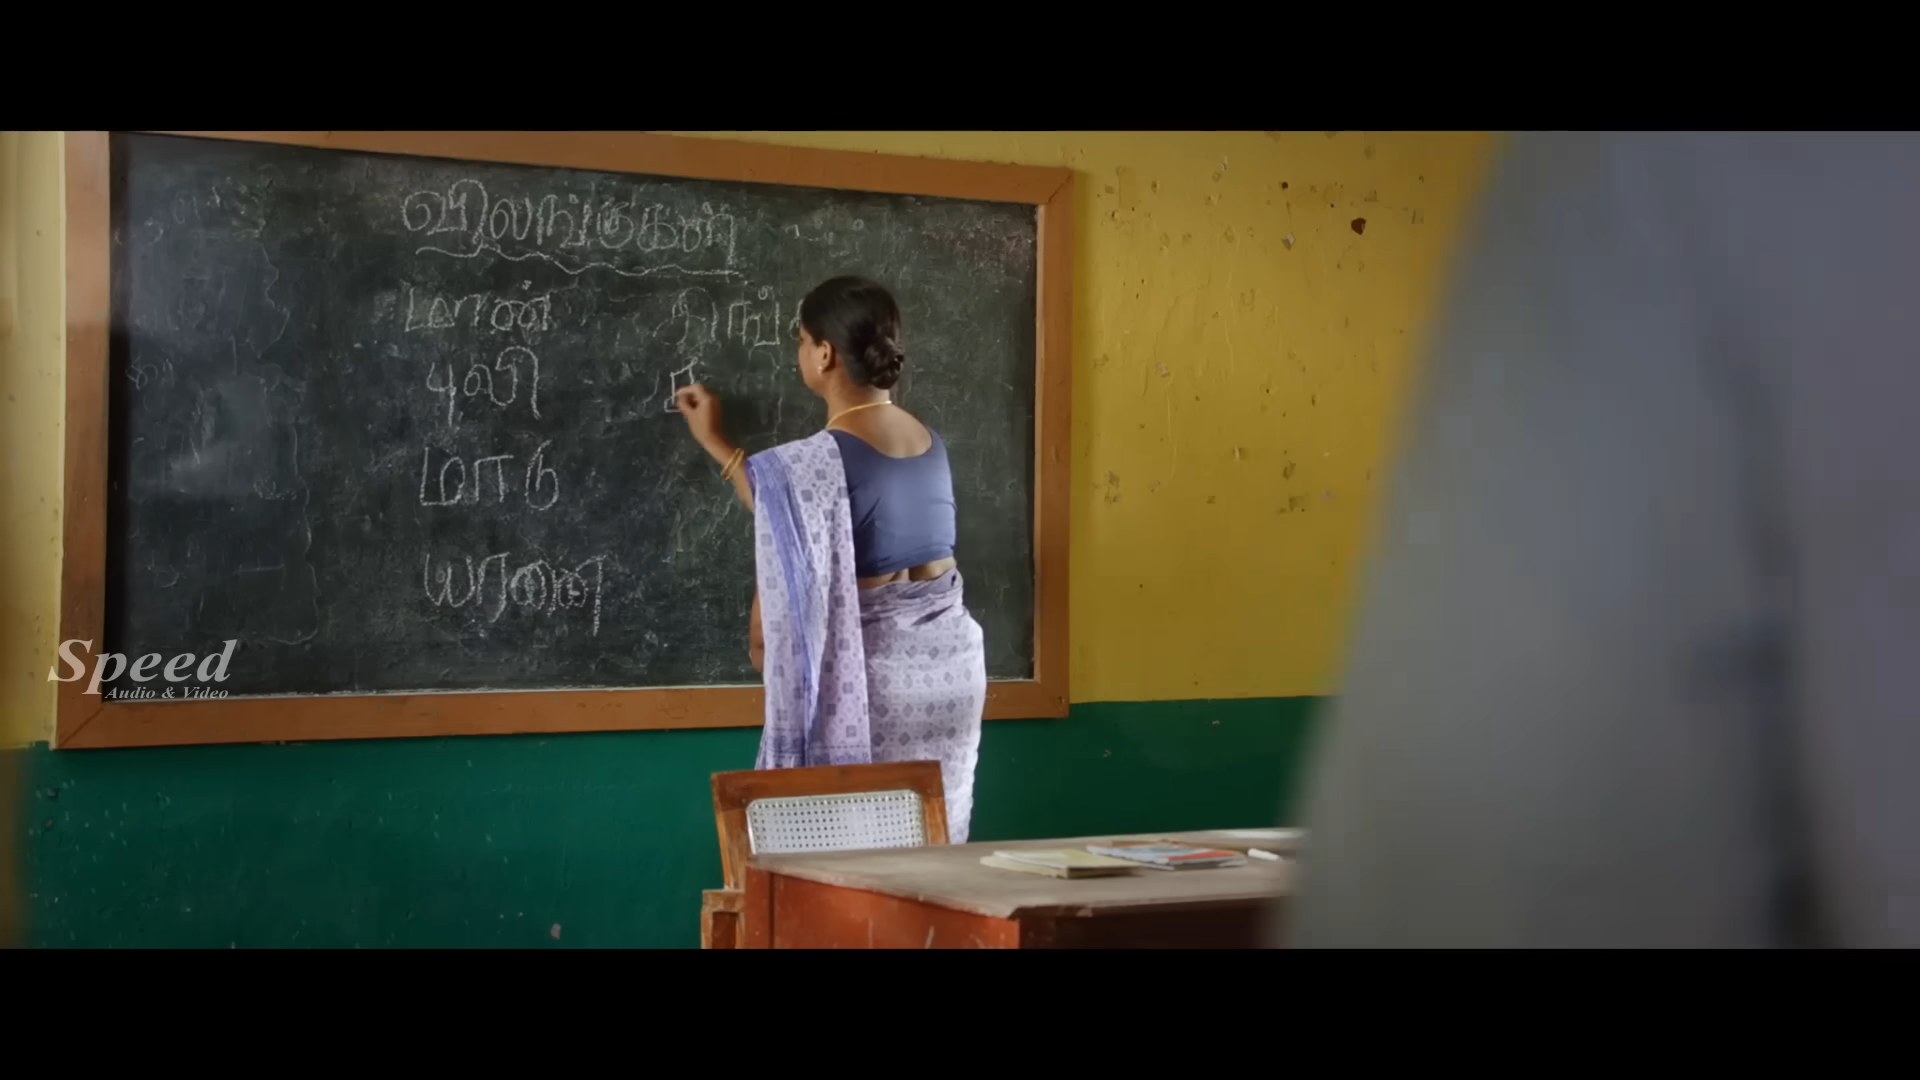 விலங்குகள்
மான்
புலி
மாடு
யானை
Speed
Audio & Video